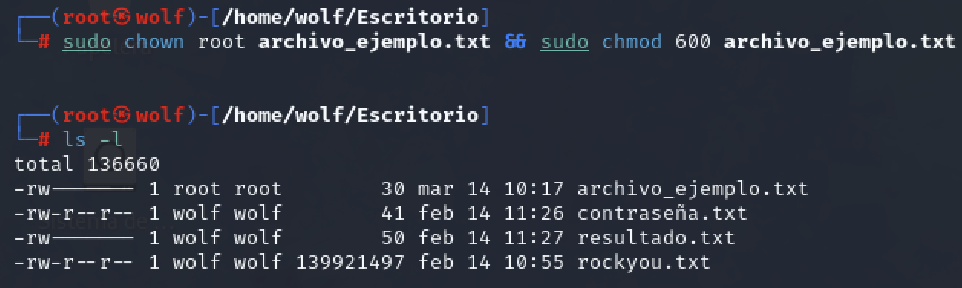 ┌──(root㉿wolf)-[/home/wolf/Escritorio]
└─# sudo chown root archivo_ejemplo.txt && sudo chmod 600 archivo_ejemplo.txt
┌──(root㉿wolf)-[/home/wolf/Escritorio]
└─# ls -l
total 136660
-rw------- 1 root root        30 mar 14 10:17 archivo_ejemplo.txt
-rw-r--r-- 1 wolf wolf        41 feb 14 11:26 contraseña.txt
-rw------- 1 wolf wolf        50 feb 14 11:27 resultado.txt
-rw-r--r-- 1 wolf wolf 139921497 feb 14 10:55 rockyou.txt